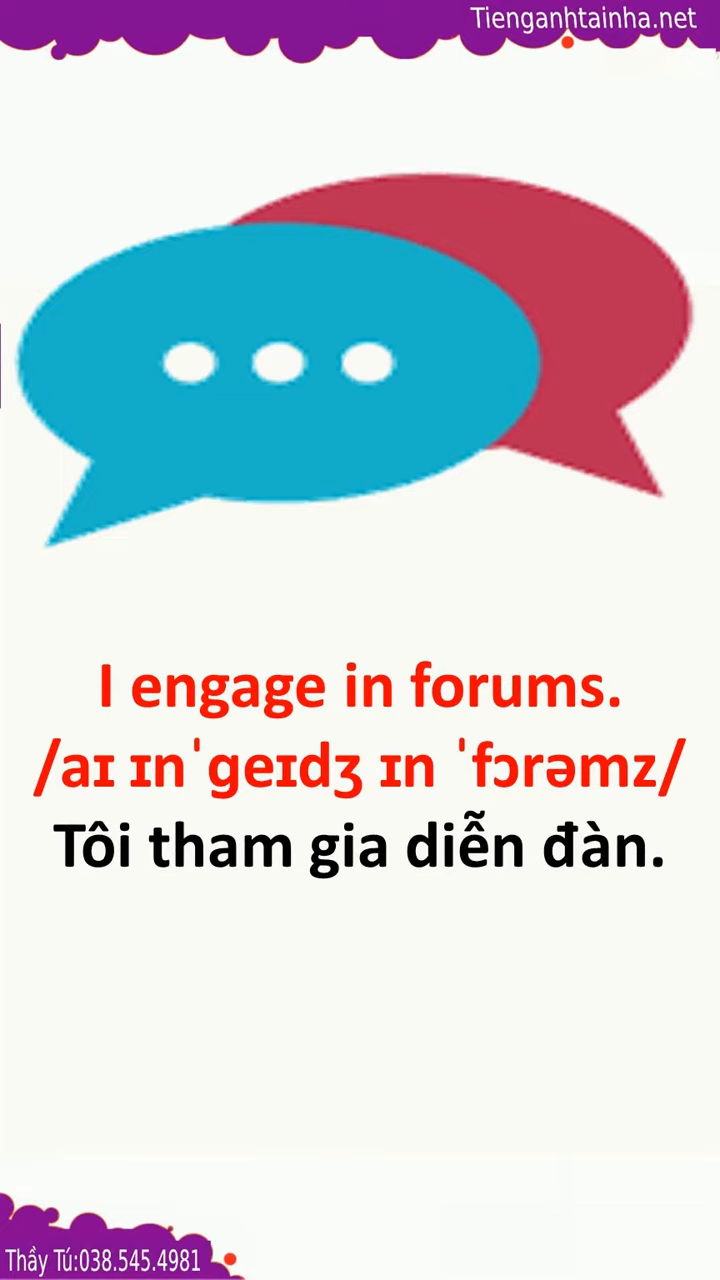 Tienganhtainha.net
I engage in forums.
/aɪ ɪnˈɡeɪdʒ ɪn ˈfɔrəmz/
Tôi tham gia diễn đàn.
Thầy Tú:038.545.4981